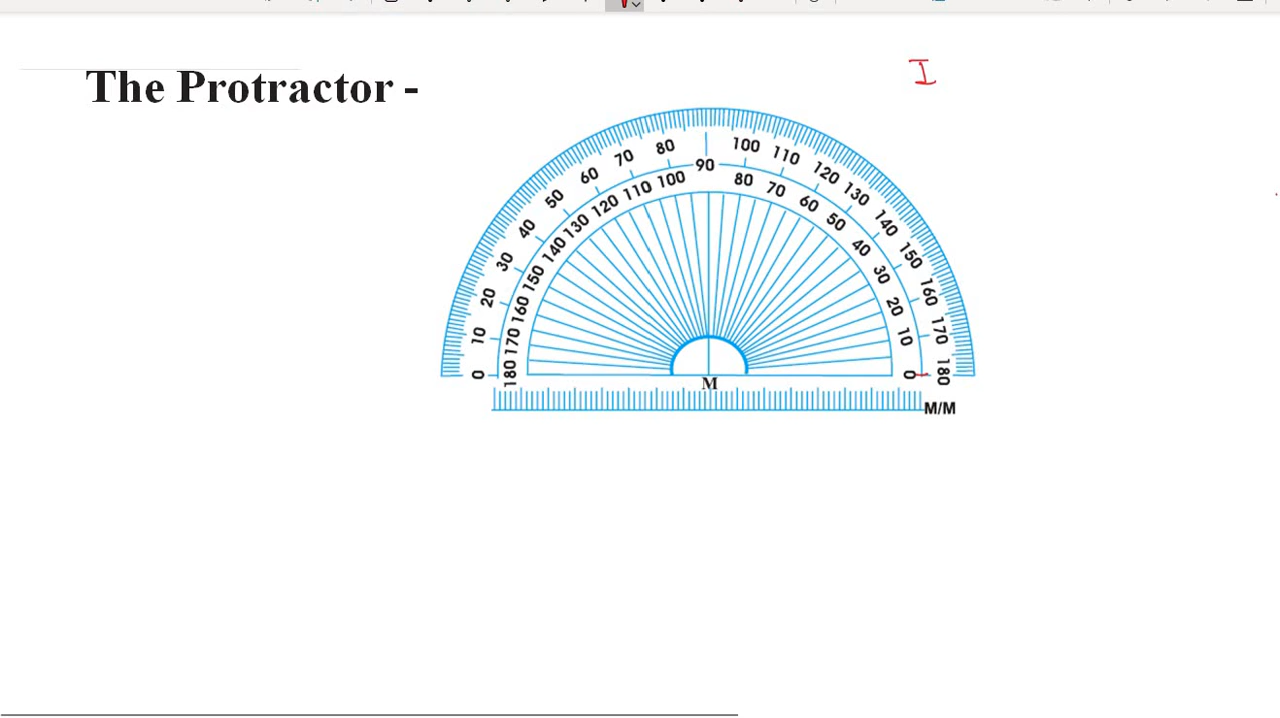 The Protractor -
I
0 10 20 30 40 50 60 70 80 90 100 110 120 130 140 150 160 170 180
180 170 160 150 140 130 120 110 100 80 70 60 50 40 30 20 10 0
M
M/M